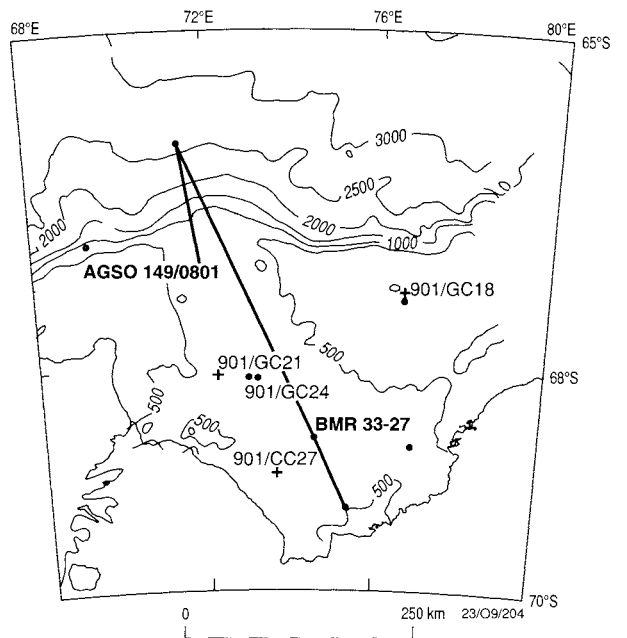 68°E
72°E
76°E
80°E
65°S
3000
2500
2000
2000
1000
AGSO 149/0801
901/GC18
500
901/GC21
68°S
901/GC24
500
500
BMR 33-27
901/CC27
500
70°S
0
250 km
23/O9/204